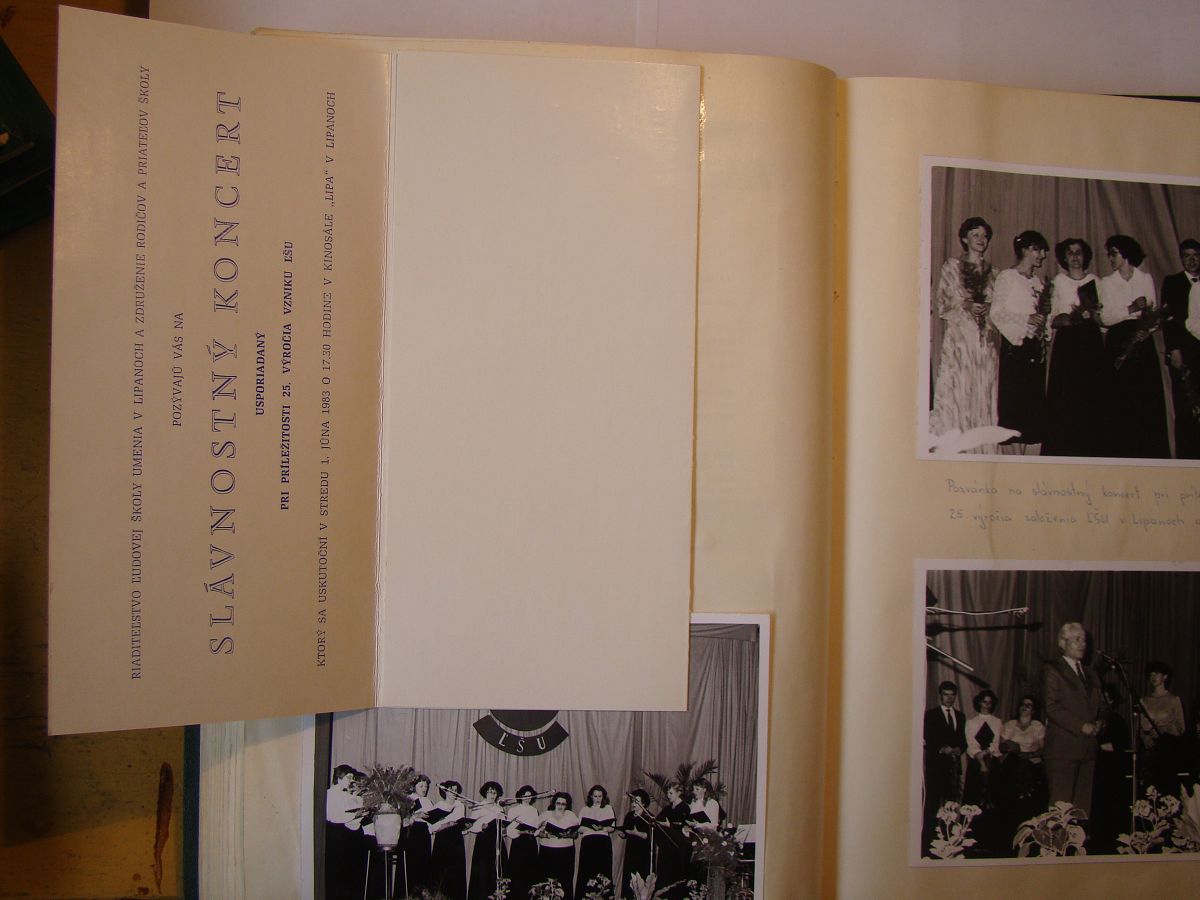 RIADITEĽSTVO ĽUDOVEJ ŠKOLY UMENIA V LIPANOCH A ZDRUŽENIE RODIČOV A PRIATEĽOV ŠKOLY
POZÝVAJÚ VÁS NA
SLÁVNOSTNÝ KONCERT
USPORIADANÝ
PRI PRÍLEŽITOSTI 25. VÝROČIA VZNIKU ĽŠU
KTORÝ SA USKUTOČNÍ V STREDU 1. JÚNA 1983 O 17.30 HODINE V KINOSÁLE „LIPA" V LIPANOCH
ĽŠU
Pozvánka na slávnostný koncert pri príle
25. výročia založenia ĽŠU v Lipanoch a